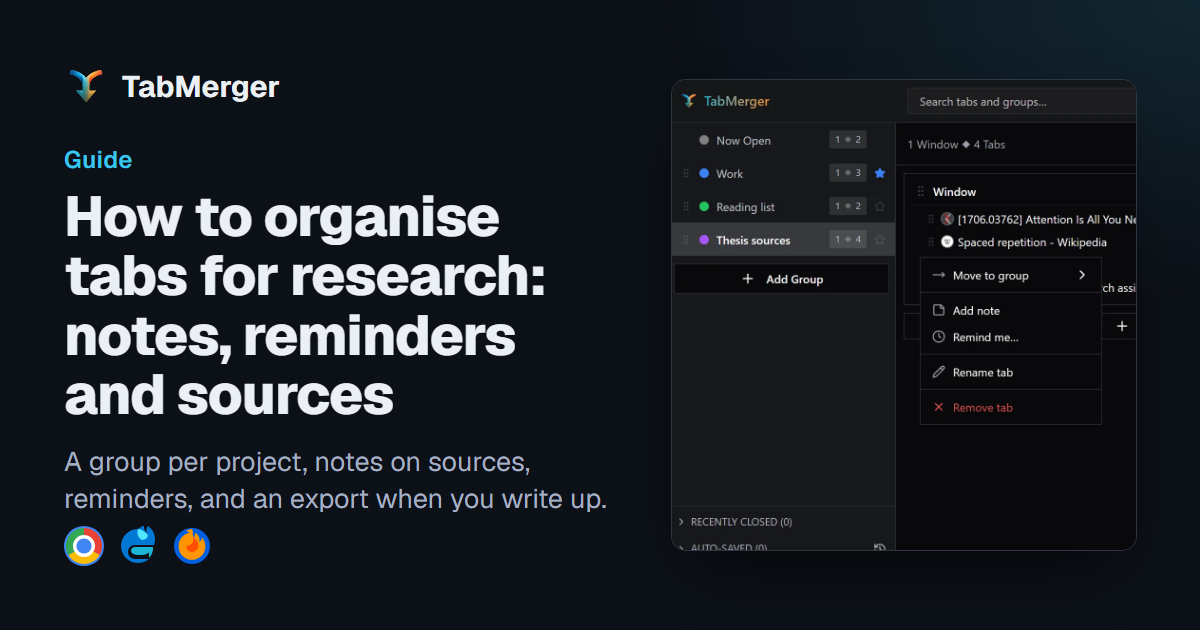 TabMerger
Guide
How to organise
tabs for research:
notes, reminders
and sources
A group per project, notes on sources,
reminders, and an export when you write up.
TabMerger
Search tabs and groups...
Now Open 1 2
Work 1 3
Reading list 1 2
Thesis sources 1 4
+ Add Group
RECENTLY CLOSED (0)
AUTO-SAVED (0)
1 Window ◆ 4 Tabs
Window
[1706.03762] Attention Is All You Ne
Spaced repetition - Wikipedia
Move to group
rch assi
Add note
+
Remind me...
Rename tab
Remove tab